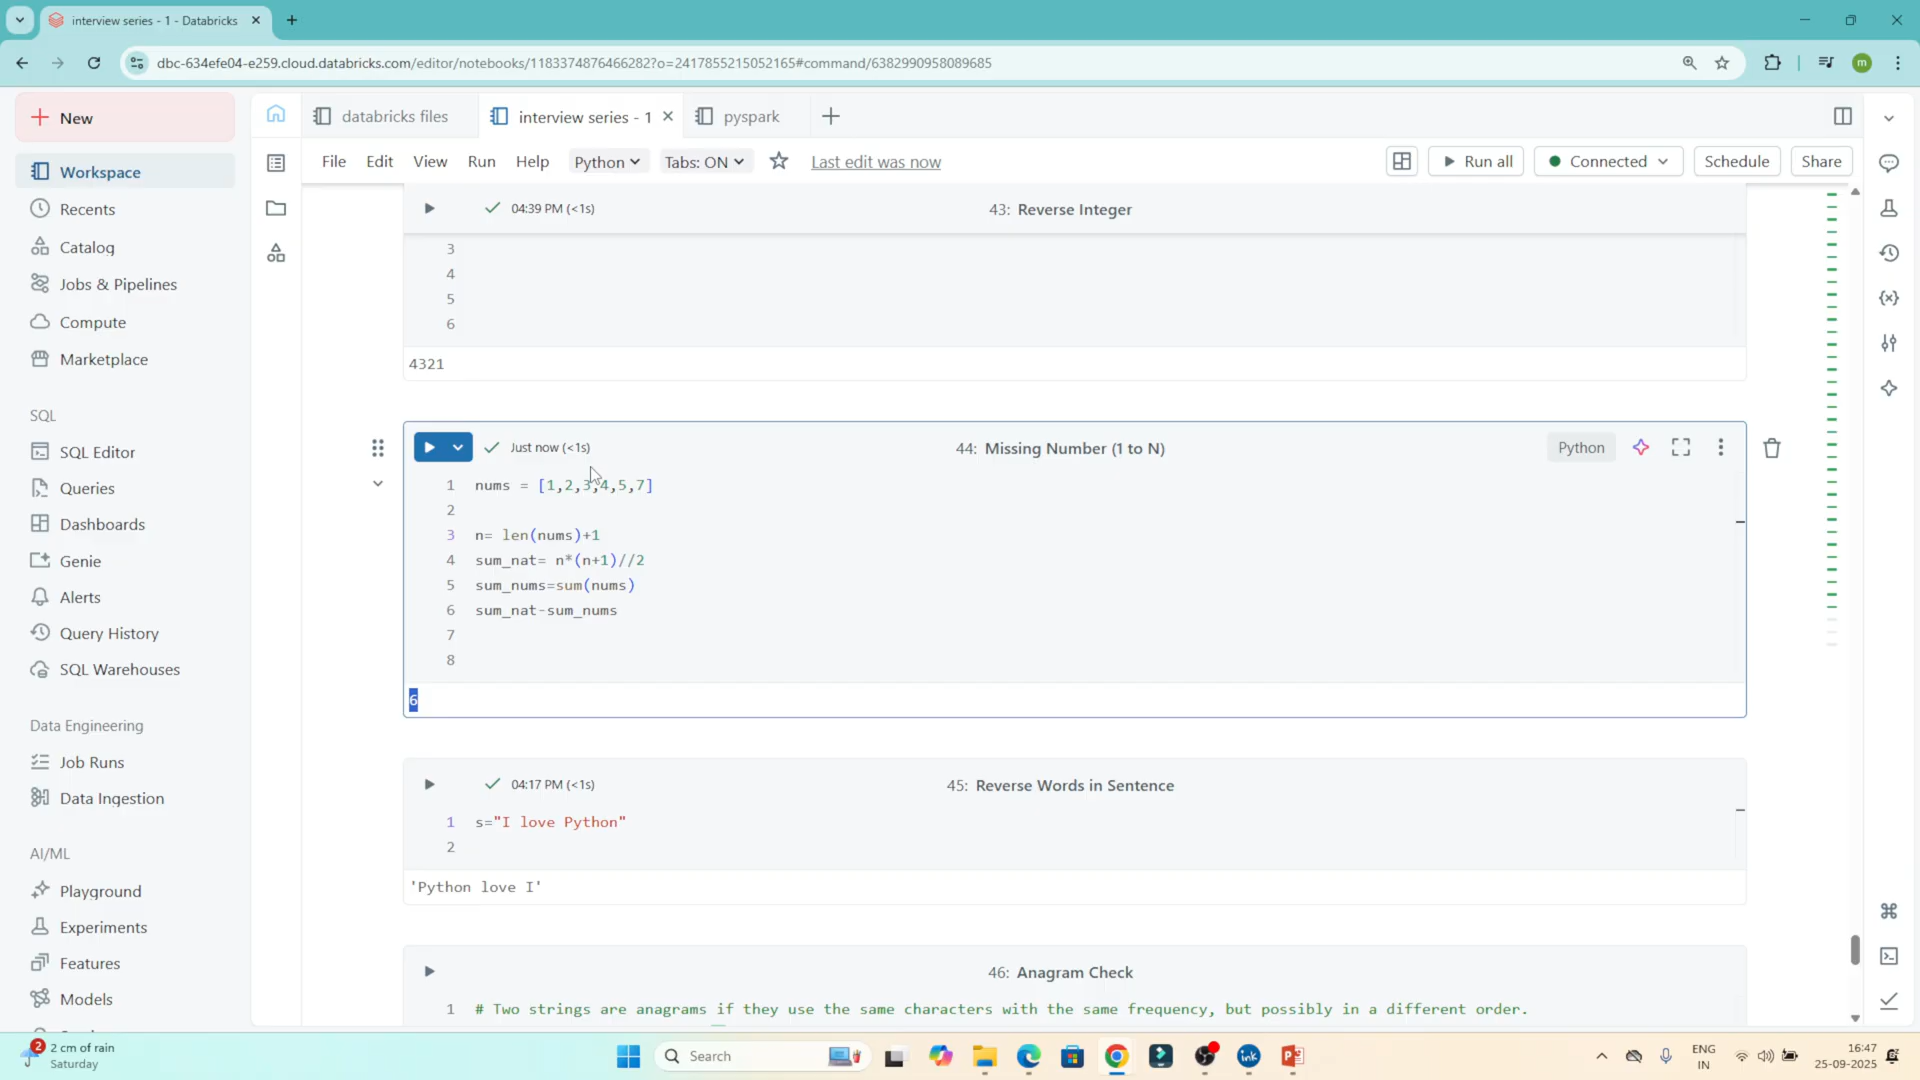 interview series - 1 - Databricks
dbc-634efe04-e259.cloud.databricks.com/editor/notebooks/1183374876466282?o=2417855215052165#command/6382990958089685
m
New
databricks files
interview series - 1
pyspark
File Edit View Run Help Python Tabs: ON Last edit was now
Run all Connected Schedule Share
Workspace
Recents
Catalog
Jobs & Pipelines
Compute
Marketplace
SQL
SQL Editor
Queries
Dashboards
Genie
Alerts
Query History
SQL Warehouses
Data Engineering
Job Runs
Data Ingestion
AI/ML
Playground
Experiments
Features
Models
04:39 PM (<1s) 43: Reverse Integer
3
4
5
6
4321
Just now (<1s) 44: Missing Number (1 to N) Python
1 nums = [1,2,3,4,5,7]
2
3 n= len(nums)+1
4 sum_nat= n*(n+1)//2
5 sum_nums=sum(nums)
6 sum_nat-sum_nums
7
8
6
04:17 PM (<1s) 45: Reverse Words in Sentence
1 s="I love Python"
2
'Python love I'
46: Anagram Check
1 # Two strings are anagrams if they use the same characters with the same frequency, but possibly in a different order.
2
2 cm of rain
Saturday
Search
ink
ENG
IN
16:47
25-09-2025